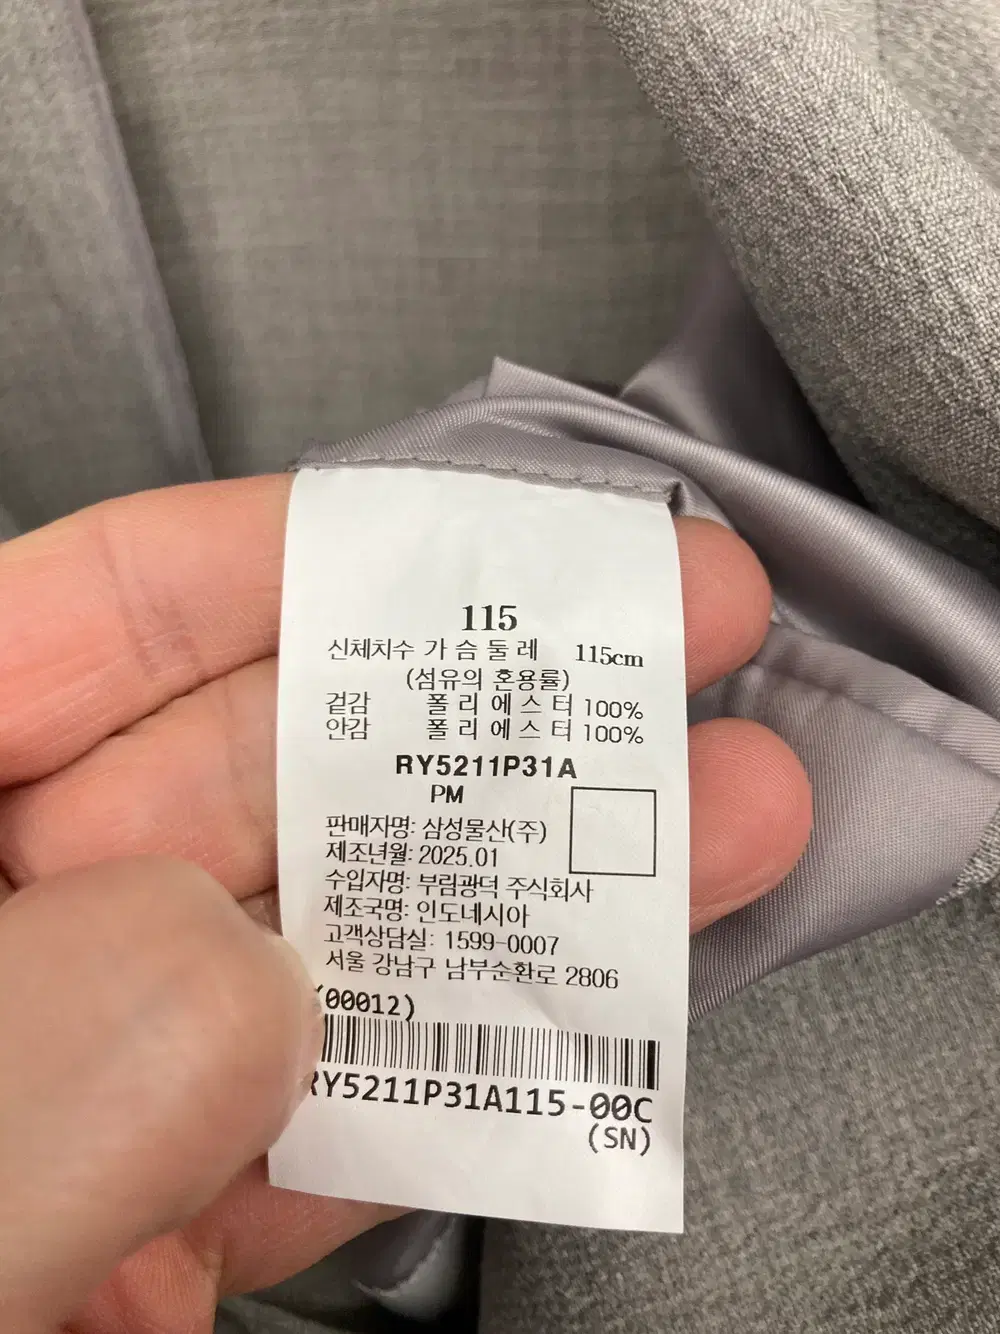 115
신체치수 가 슴 둘 레 115cm
(섬유의 혼용률)
겉감 폴 리 에 스 터 100%
안감 폴 리 에 스 터 100%
RY5211P31A
PM
판매자명: 삼성물산(주)
제조년월: 2025.01
수입자명: 부림광덕 주식회사
제조국명: 인도네시아
고객상담실: 1599-0007
서울 강남구 남부순환로 2806
(00012)
RY5211P31A115-00C
(SN)